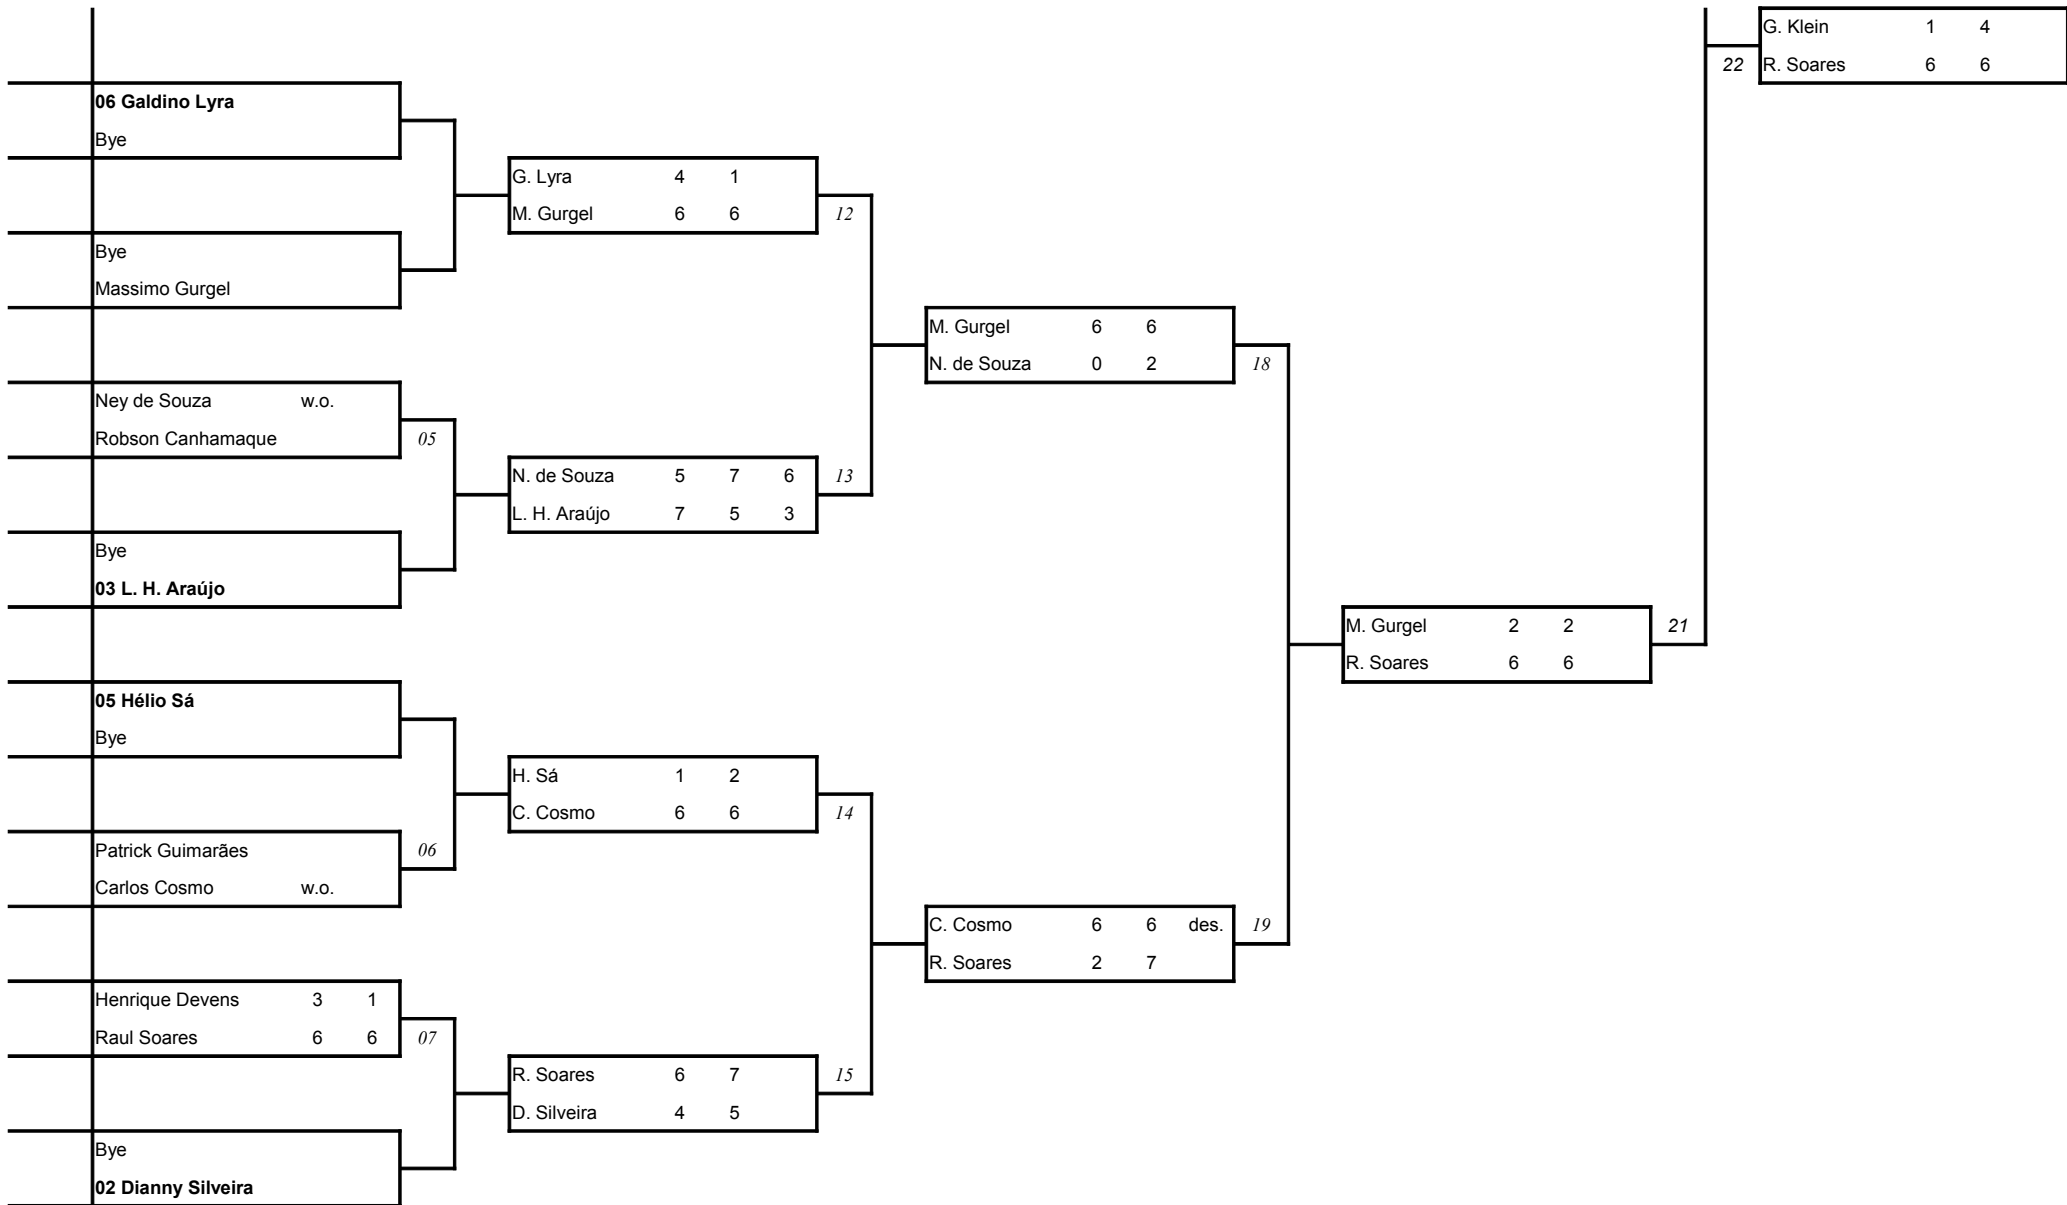 G. Klein 1 4
22 R. Soares 6 6
06 Galdino Lyra
Bye
G. Lyra 4 1
M. Gurgel 6 6 12
Bye
Massimo Gurgel
M. Gurgel 6 6
N. de Souza 0 2 18
Ney de Souza w.o.
Robson Canhamaque 05
N. de Souza 5 7 6 13
L. H. Araújo 7 5 3
Bye
03 L. H. Araújo
M. Gurgel 2 2 21
R. Soares 6 6
05 Hélio Sá
Bye
H. Sá 1 2
C. Cosmo 6 6 14
Patrick Guimarães 06
Carlos Cosmo w.o.
C. Cosmo 6 6 des. 19
R. Soares 2 7
Henrique Devens 3 1
Raul Soares 6 6 07
R. Soares 6 7 15
D. Silveira 4 5
Bye
02 Dianny Silveira